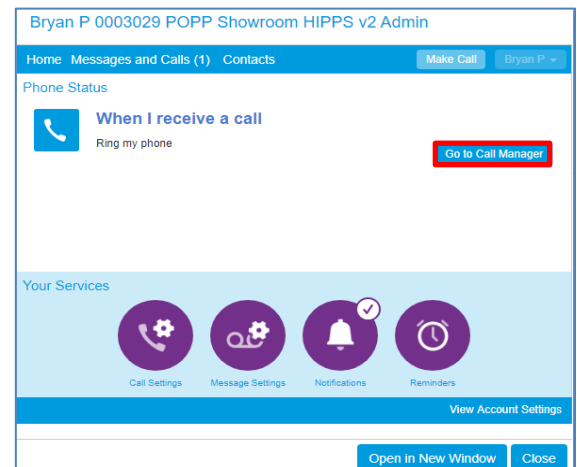 Bryan P 0003029 POPP Showroom HIPPS v2 Admin
Home Messages and Calls (1) Contacts Make Call Bryan P
Phone Status
When I receive a call
Ring my phone
Go to Call Manager
Your Services
Call Settings Message Settings Notifications Reminders
View Account Settings
Open in New Window Close